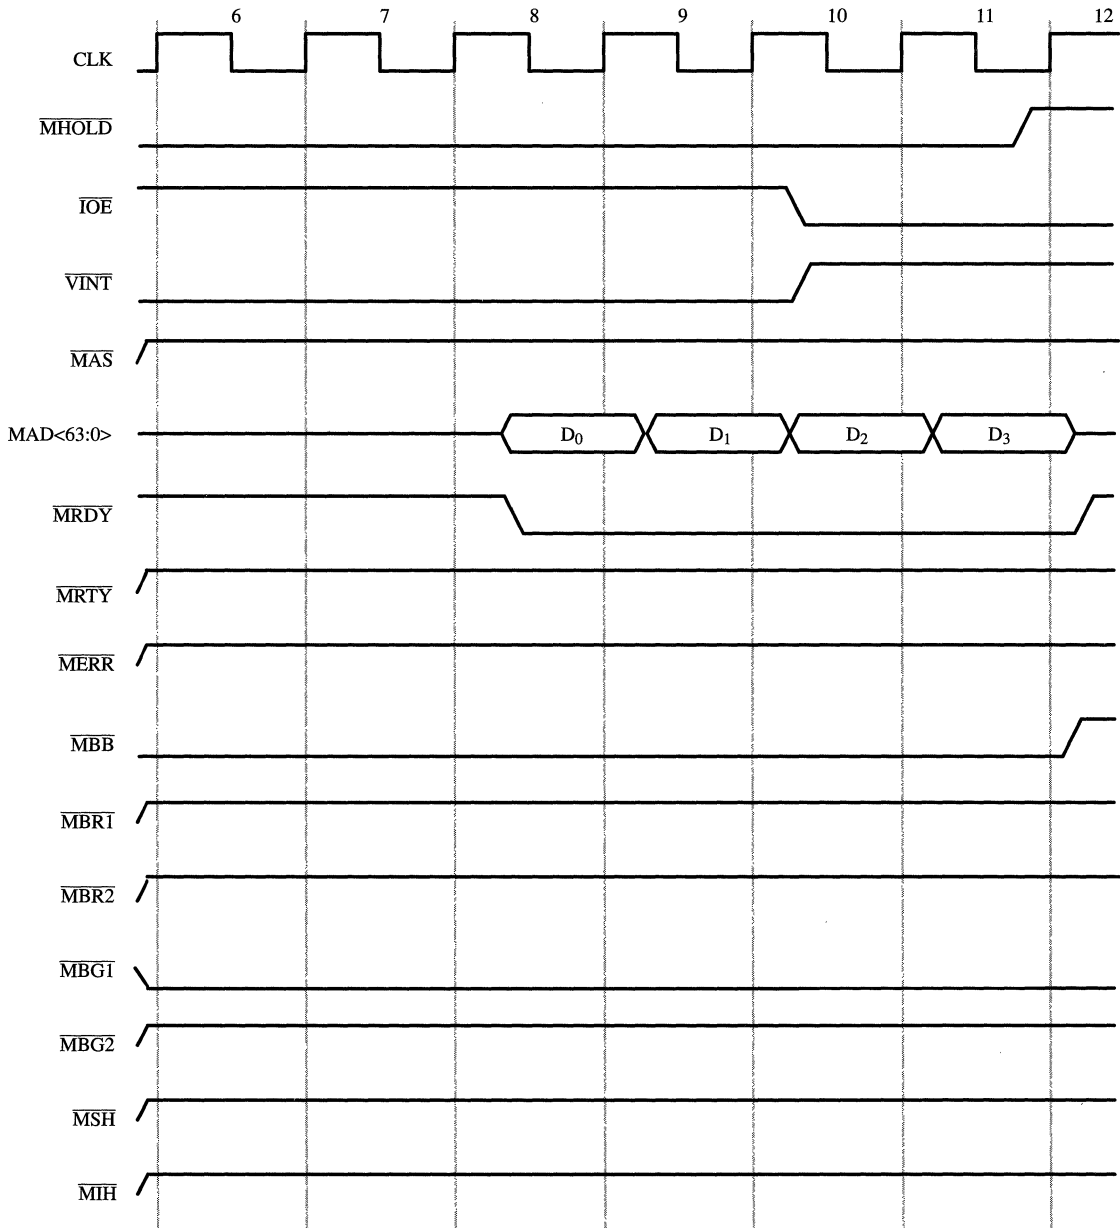 6 7 8 9 10 11 12
CLK
MHOLD
IOE
VINT
MAS
MAD<63:0> D0 D1 D2 D3
MRDY
MRTY
MERR
MBB
MBR1
MBR2
MBG1
MBG2
MSH
MIH